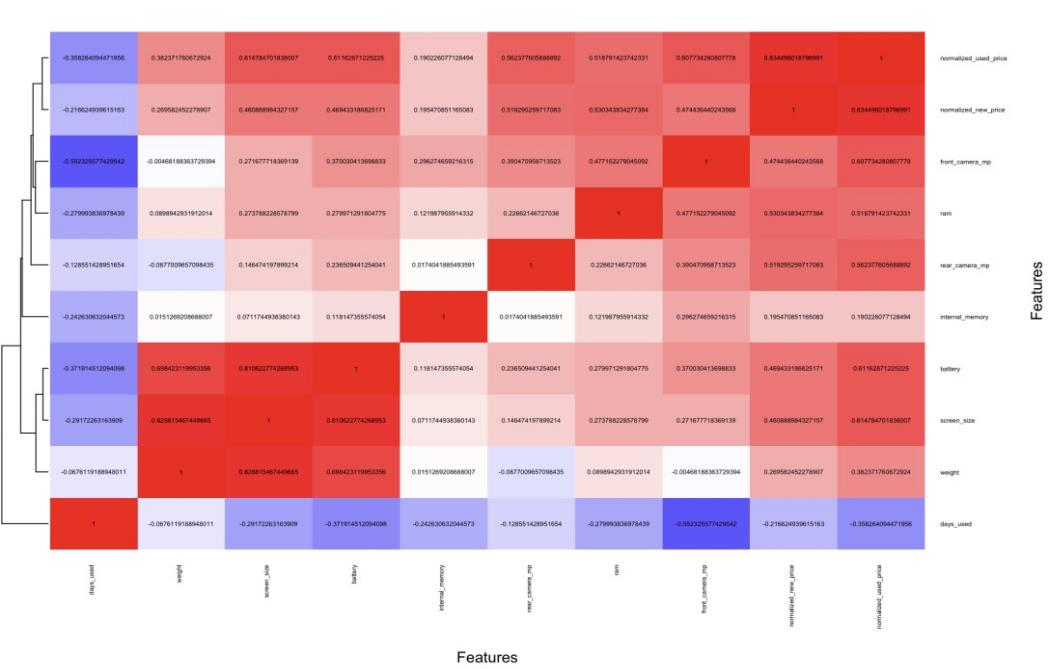 -0.358264094471956 0.382371760672924 0.614784701838007 0.61162871225225 0.190226077128494 0.562377605688892 0.518791423742331 0.607734280807778 0.834496018798991 1 normalized_used_price
-0.216624939615163 0.269582452278907 0.460888984327157 0.469433186825171 0.195470851165083 0.519295259717083 0.530343834277384 0.474436440243568 1 0.834496018798991 normalized_new_price
-0.552325577429542 -0.00468188363729394 0.271677718369139 0.370030413698833 0.296274659216315 0.390470958713523 0.477152279045092 1 0.474436440243568 0.607734280807778 front_camera_mp
-0.279993836978439 0.0898942931912014 0.273788228578799 0.279971291804775 0.121987955914332 0.22662146727036 1 0.477152279045092 0.530343834277384 0.518791423742331 ram
-0.128551428951654 -0.0877009657098435 0.146474197899214 0.236509441254041 0.0174041885493591 1 0.22662146727036 0.390470958713523 0.519295259717083 0.562377605688892 rear_camera_mp
-0.242630632044573 0.0151269208688007 0.0711744938380143 0.118147355574054 1 0.0174041885493591 0.121987955914332 0.296274659216315 0.195470851165083 0.190226077128494 internal_memory
-0.371914512094098 0.698423119953356 0.810622774268953 1 0.118147355574054 0.236509441254041 0.279971291804775 0.370030413698833 0.469433186825171 0.61162871225225 battery
-0.29172263163909 0.828815467449665 1 0.810622774268953 0.0711744938380143 0.146474197899214 0.273788228578799 0.271677718369139 0.460888984327157 0.614784701838007 screen_size
-0.0676119188948011 1 0.828815467449665 0.698423119953356 0.0151269208688007 -0.0877009657098435 0.0898942931912014 -0.00468188363729394 0.269582452278907 0.382371760672924 weight
1 -0.0676119188948011 -0.29172263163909 -0.371914512094098 -0.242630632044573 -0.128551428951654 -0.279993836978439 -0.552325577429542 -0.216624939615163 -0.358264094471956 days_used
Features
days_used weight screen_size battery internal_memory rear_camera_mp ram front_camera_mp normalized_new_price normalized_used_price
Features